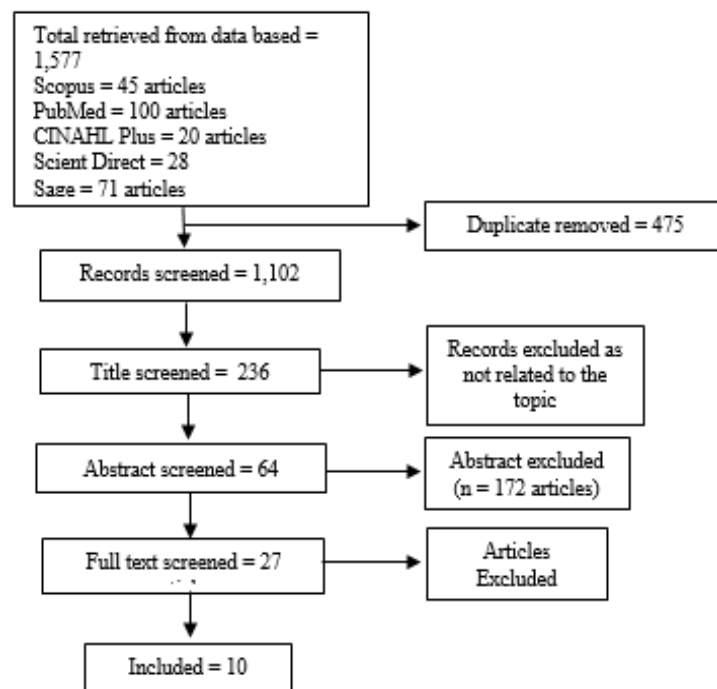 Total retrieved from data based =
1,577
Scopus = 45 articles
PubMed = 100 articles
CINAHL Plus = 20 articles
Scient Direct = 28
Sage = 71 articles
Duplicate removed = 475
Records screened = 1,102
Title screened = 236
Records excluded as
not related to the
topic
Abstract screened = 64
Abstract excluded
(n = 172 articles)
Full text screened = 27
Articles
Excluded
Included = 10